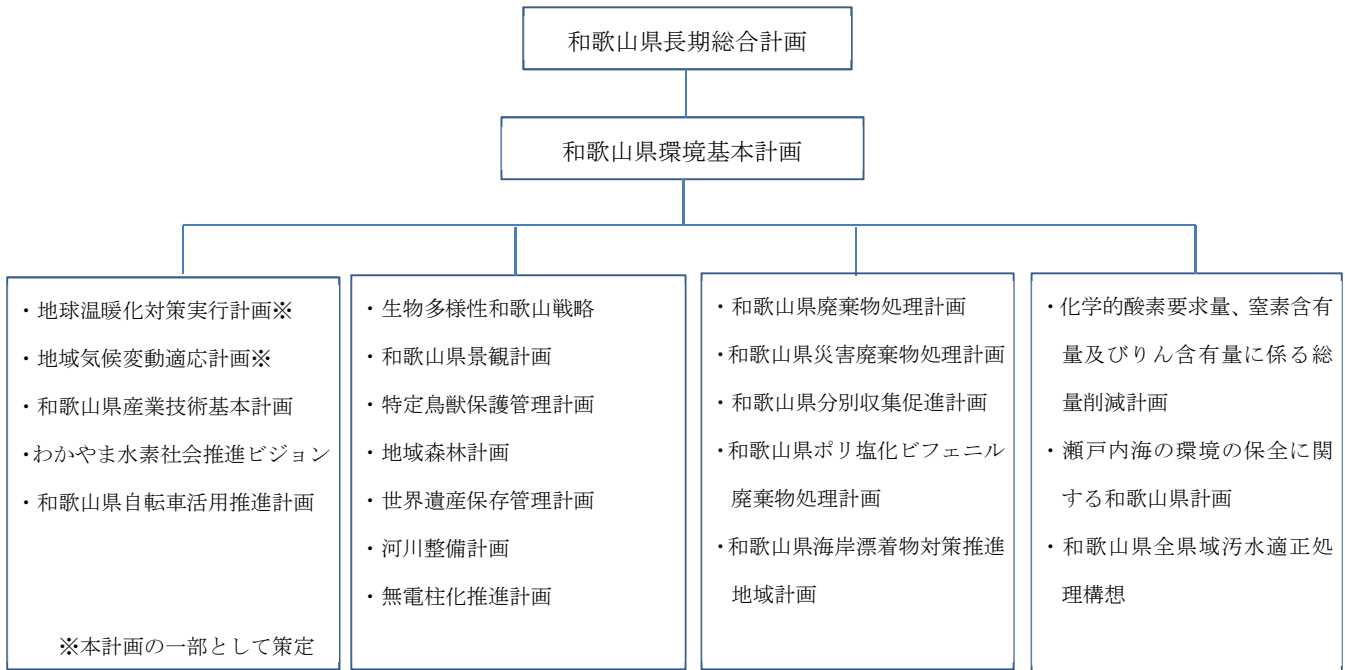 和歌山県長期総合計画
和歌山県環境基本計画
・地球温暖化対策実行計画※
・地域気候変動適応計画※
・和歌山県産業技術基本計画
・わかやま水素社会推進ビジョン
・和歌山県自転車活用推進計画
※本計画の一部として策定
・生物多様性和歌山戦略
・和歌山県景観計画
・特定鳥獣保護管理計画
・地域森林計画
・世界遺産保存管理計画
・河川整備計画
・無電柱化推進計画
・和歌山県廃棄物処理計画
・和歌山県災害廃棄物処理計画
・和歌山県分別収集促進計画
・和歌山県ポリ塩化ビフェニル
廃棄物処理計画
・和歌山県海岸漂着物対策推進
地域計画
・化学的酸素要求量、窒素含有
量及びりん含有量に係る総
量削減計画
・瀬戸内海の環境の保全に関
する和歌山県計画
・和歌山県全県域汚水適正処
理構想